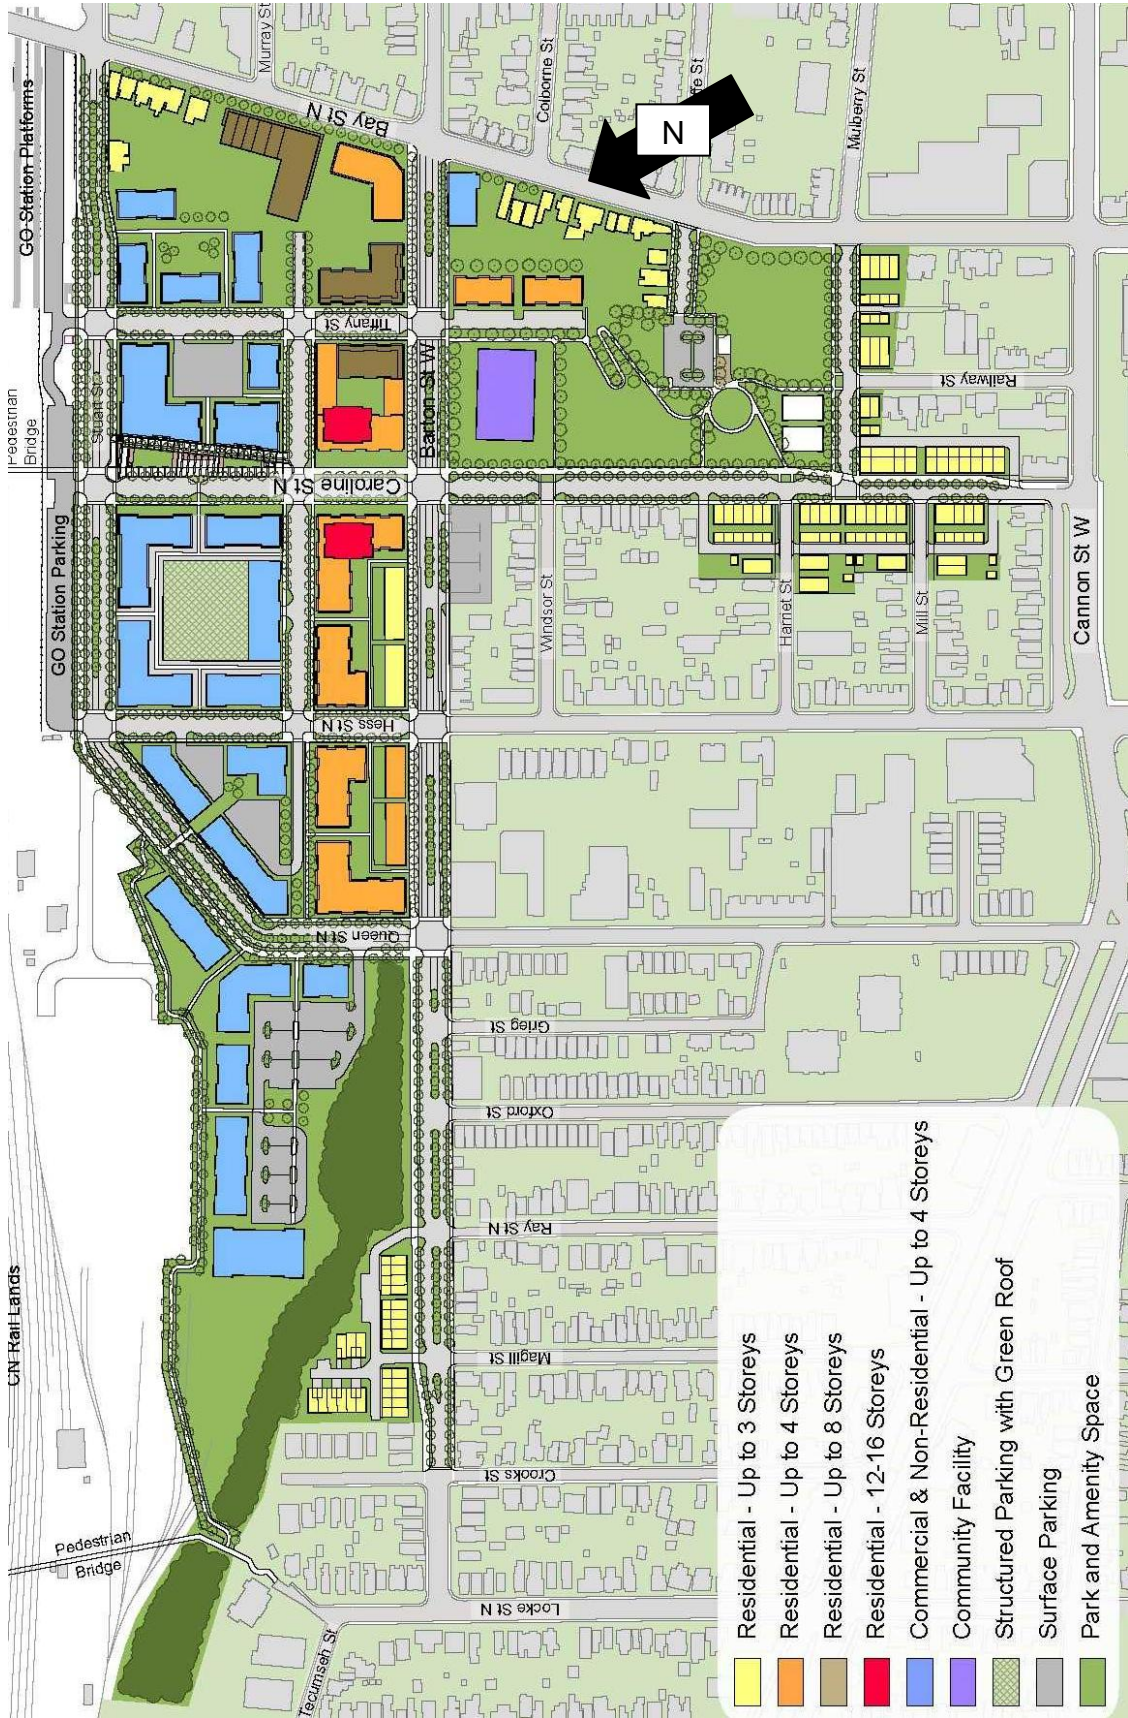 Murray St
Colborne St
Mulberry St
N
Bay St N
GO Station Platforms
Tiffany St
Stuart St
Barton St W
Railway St
Pedestrian
Bridge
Caroline St N
GO Station Parking
Windsor St
Harriet St
Mill St
Cannon St W
Hess St N
Queen St N
Greig St
Oxford St
Ray St N
CN Rail Lands
Magill St
Crooks St
Pedestrian
Bridge
Locke St N
Tecumseh St
Residential - Up to 3 Storeys
Residential - Up to 4 Storeys
Residential - Up to 8 Storeys
Residential - 12-16 Storeys
Commercial & Non-Residential - Up to 4 Storeys
Community Facility
Structured Parking with Green Roof
Surface Parking
Park and Amenity Space